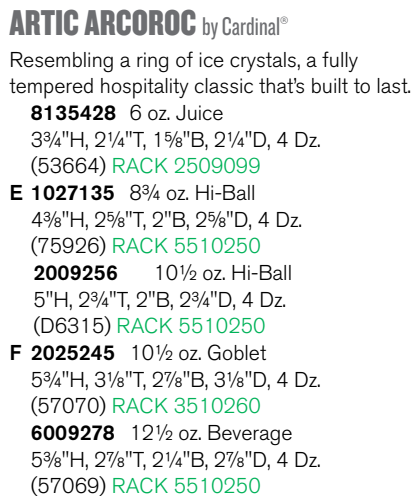 ARTIC ARCOROC by Cardinal®
Resembling a ring of ice crystals, a fully
tempered hospitality classic that's built to last.
8135428 6 oz. Juice
3¾"H, 2¼"T, 1⅝"B, 2¼"D, 4 Dz.
(53664) RACK 2509099
E 1027135 8¾ oz. Hi-Ball
4⅜"H, 2⅝"T, 2"B, 2⅝"D, 4 Dz.
(75926) RACK 5510250
2009256 10½ oz. Hi-Ball
5"H, 2¾"T, 2"B, 2¾"D, 4 Dz.
(D6315) RACK 5510250
F 2025245 10½ oz. Goblet
5¾"H, 3⅛"T, 2⅞"B, 3⅛"D, 4 Dz.
(57070) RACK 3510260
6009278 12½ oz. Beverage
5⅜"H, 2⅞"T, 2¼"B, 2⅞"D, 4 Dz.
(57069) RACK 5510250